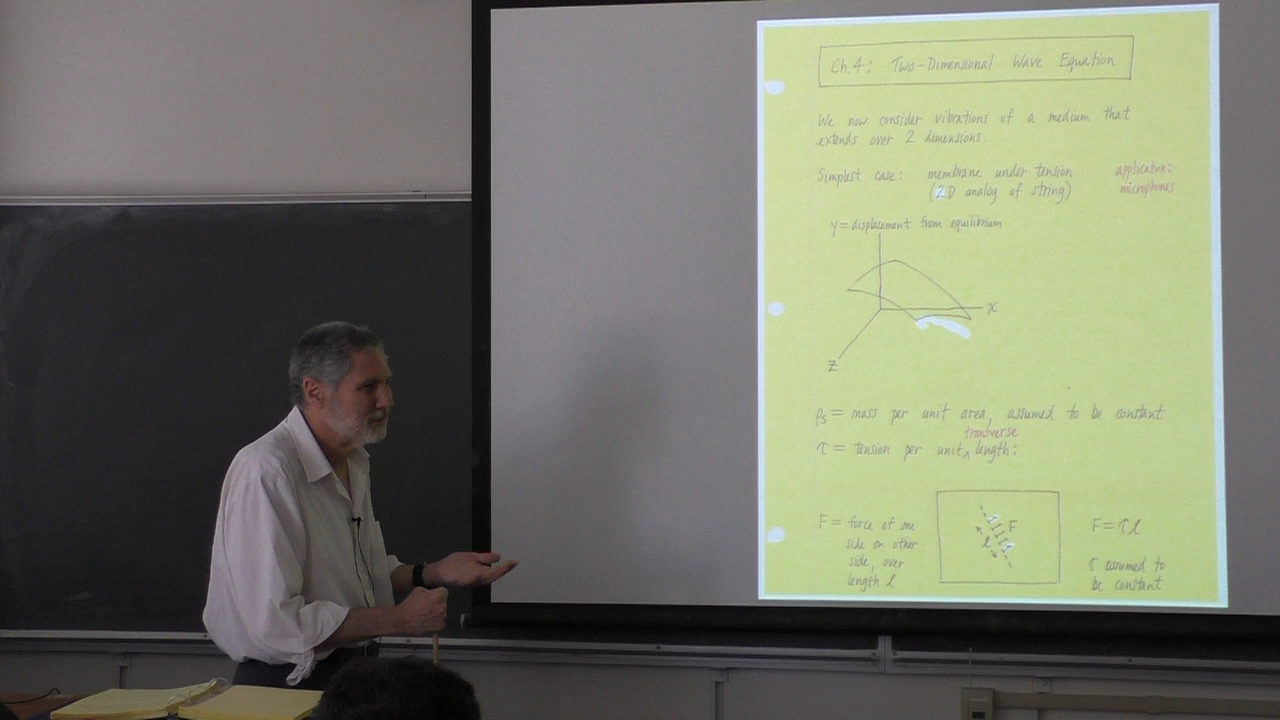 Ch.4: Two-Dimensional Wave Equation
We now consider vibrations of a medium that
extends over 2 dimensions.
Simplest case: membrane under tension
(2D analog of string)
application:
microphones
y = displacement from equilibrium
x
z
ρs = mass per unit area, assumed to be constant
transverse
τ = tension per unit ^ length:
F = force of one
side on other
side, over
length l
F
l
F = τl
τ assumed to
be constant